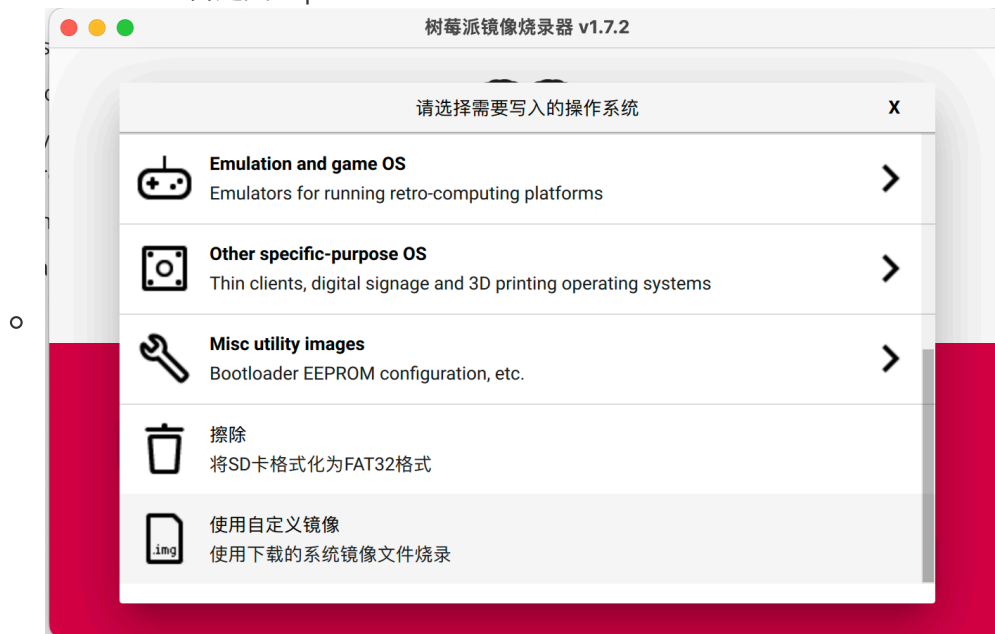 树莓派镜像烧录器 v1.7.2
请选择需要写入的操作系统 X
Emulation and game OS
Emulators for running retro-computing platforms
Other specific-purpose OS
Thin clients, digital signage and 3D printing operating systems
Misc utility images
Bootloader EEPROM configuration, etc.
擦除
将SD卡格式化为FAT32格式
使用自定义镜像
.img
使用下载的系统镜像文件烧录